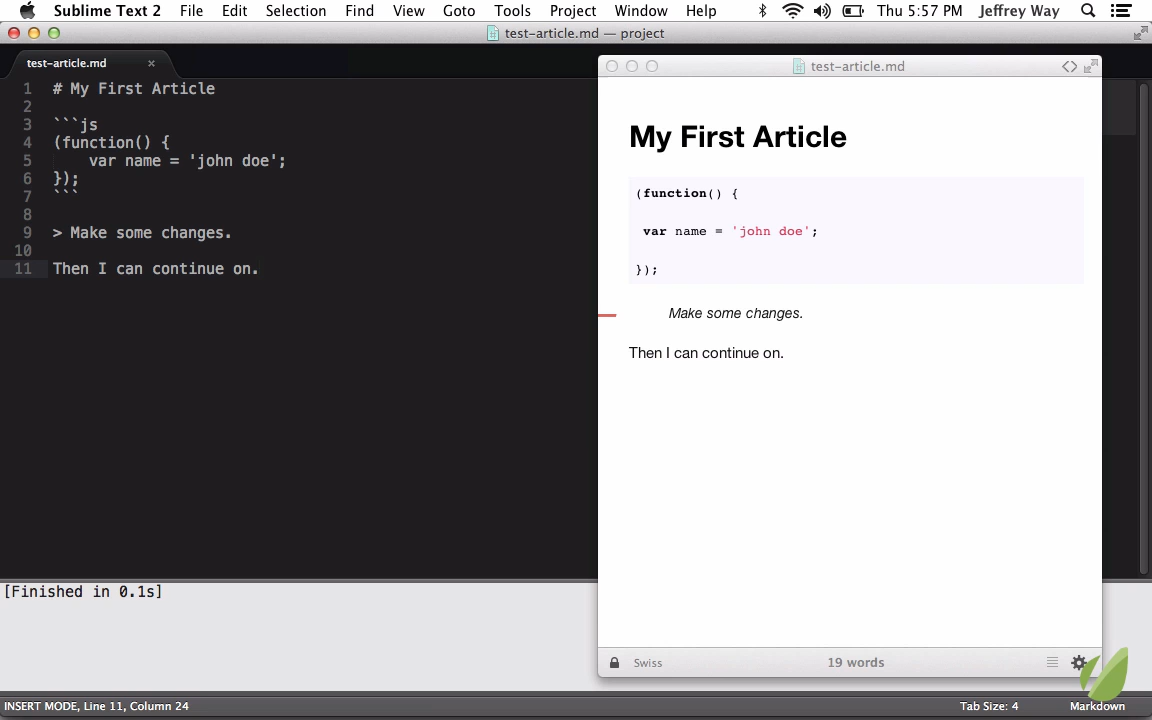 Sublime Text 2 File Edit Selection Find View Goto Tools Project Window Help Thu 5:57 PM Jeffrey Way
test-article.md — project
test-article.md
1 # My First Article
2
3 ```js
4 (function() {
5 var name = 'john doe';
6 });
7 ```
8
9 > Make some changes.
10
11 Then I can continue on.
[Finished in 0.1s]
INSERT MODE, Line 11, Column 24 Tab Size: 4 Markdown
test-article.md
My First Article
(function() {
var name = 'john doe';
});
Make some changes.
Then I can continue on.
Swiss 19 words